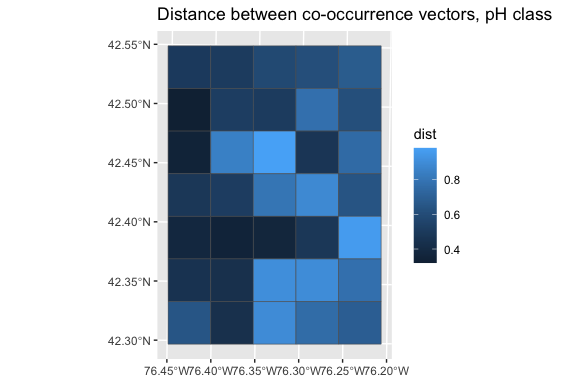 Distance between co-occurrence vectors, pH class
42.55°N
42.50°N
42.45°N
42.40°N
42.35°N
42.30°N
76.45°W76.40°W76.35°W76.30°W76.25°W76.20°W
dist
0.8
0.6
0.4